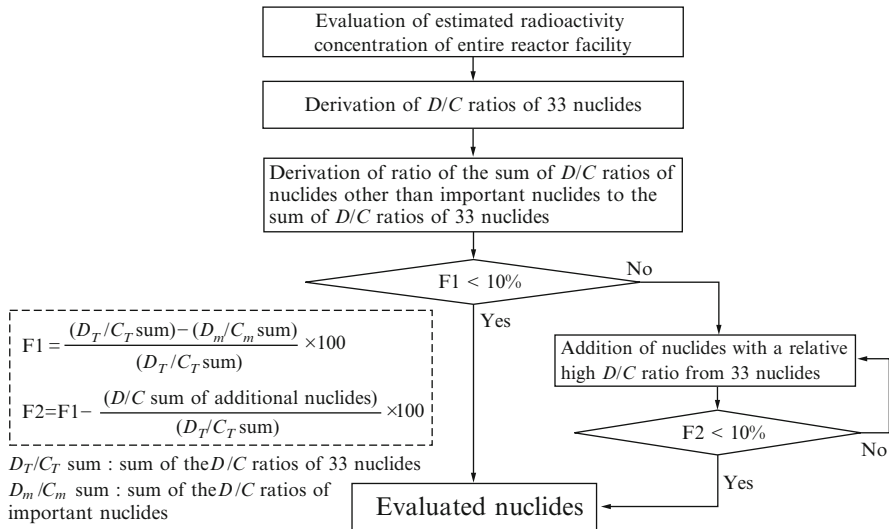 Evaluation of estimated radioactivity
concentration of entire reactor facility
Derivation of D/C ratios of 33 nuclides
Derivation of ratio of the sum of D/C ratios of
nuclides other than important nuclides to the
sum of D/C ratios of 33 nuclides
F1 < 10%
No
Yes
Addition of nuclides with a relative
high D/C ratio from 33 nuclides
F2 < 10%
No
Yes
Evaluated nuclides
F1 = (D_T/C_T sum)−(D_m/C_m sum) / (D_T/C_T sum) ×100
F2=F1− (D/C sum of additional nuclides) / (D_T/C_T sum) ×100
D_T/C_T sum : sum of the D/C ratios of 33 nuclides
D_m/C_m sum : sum of the D/C ratios of
important nuclides